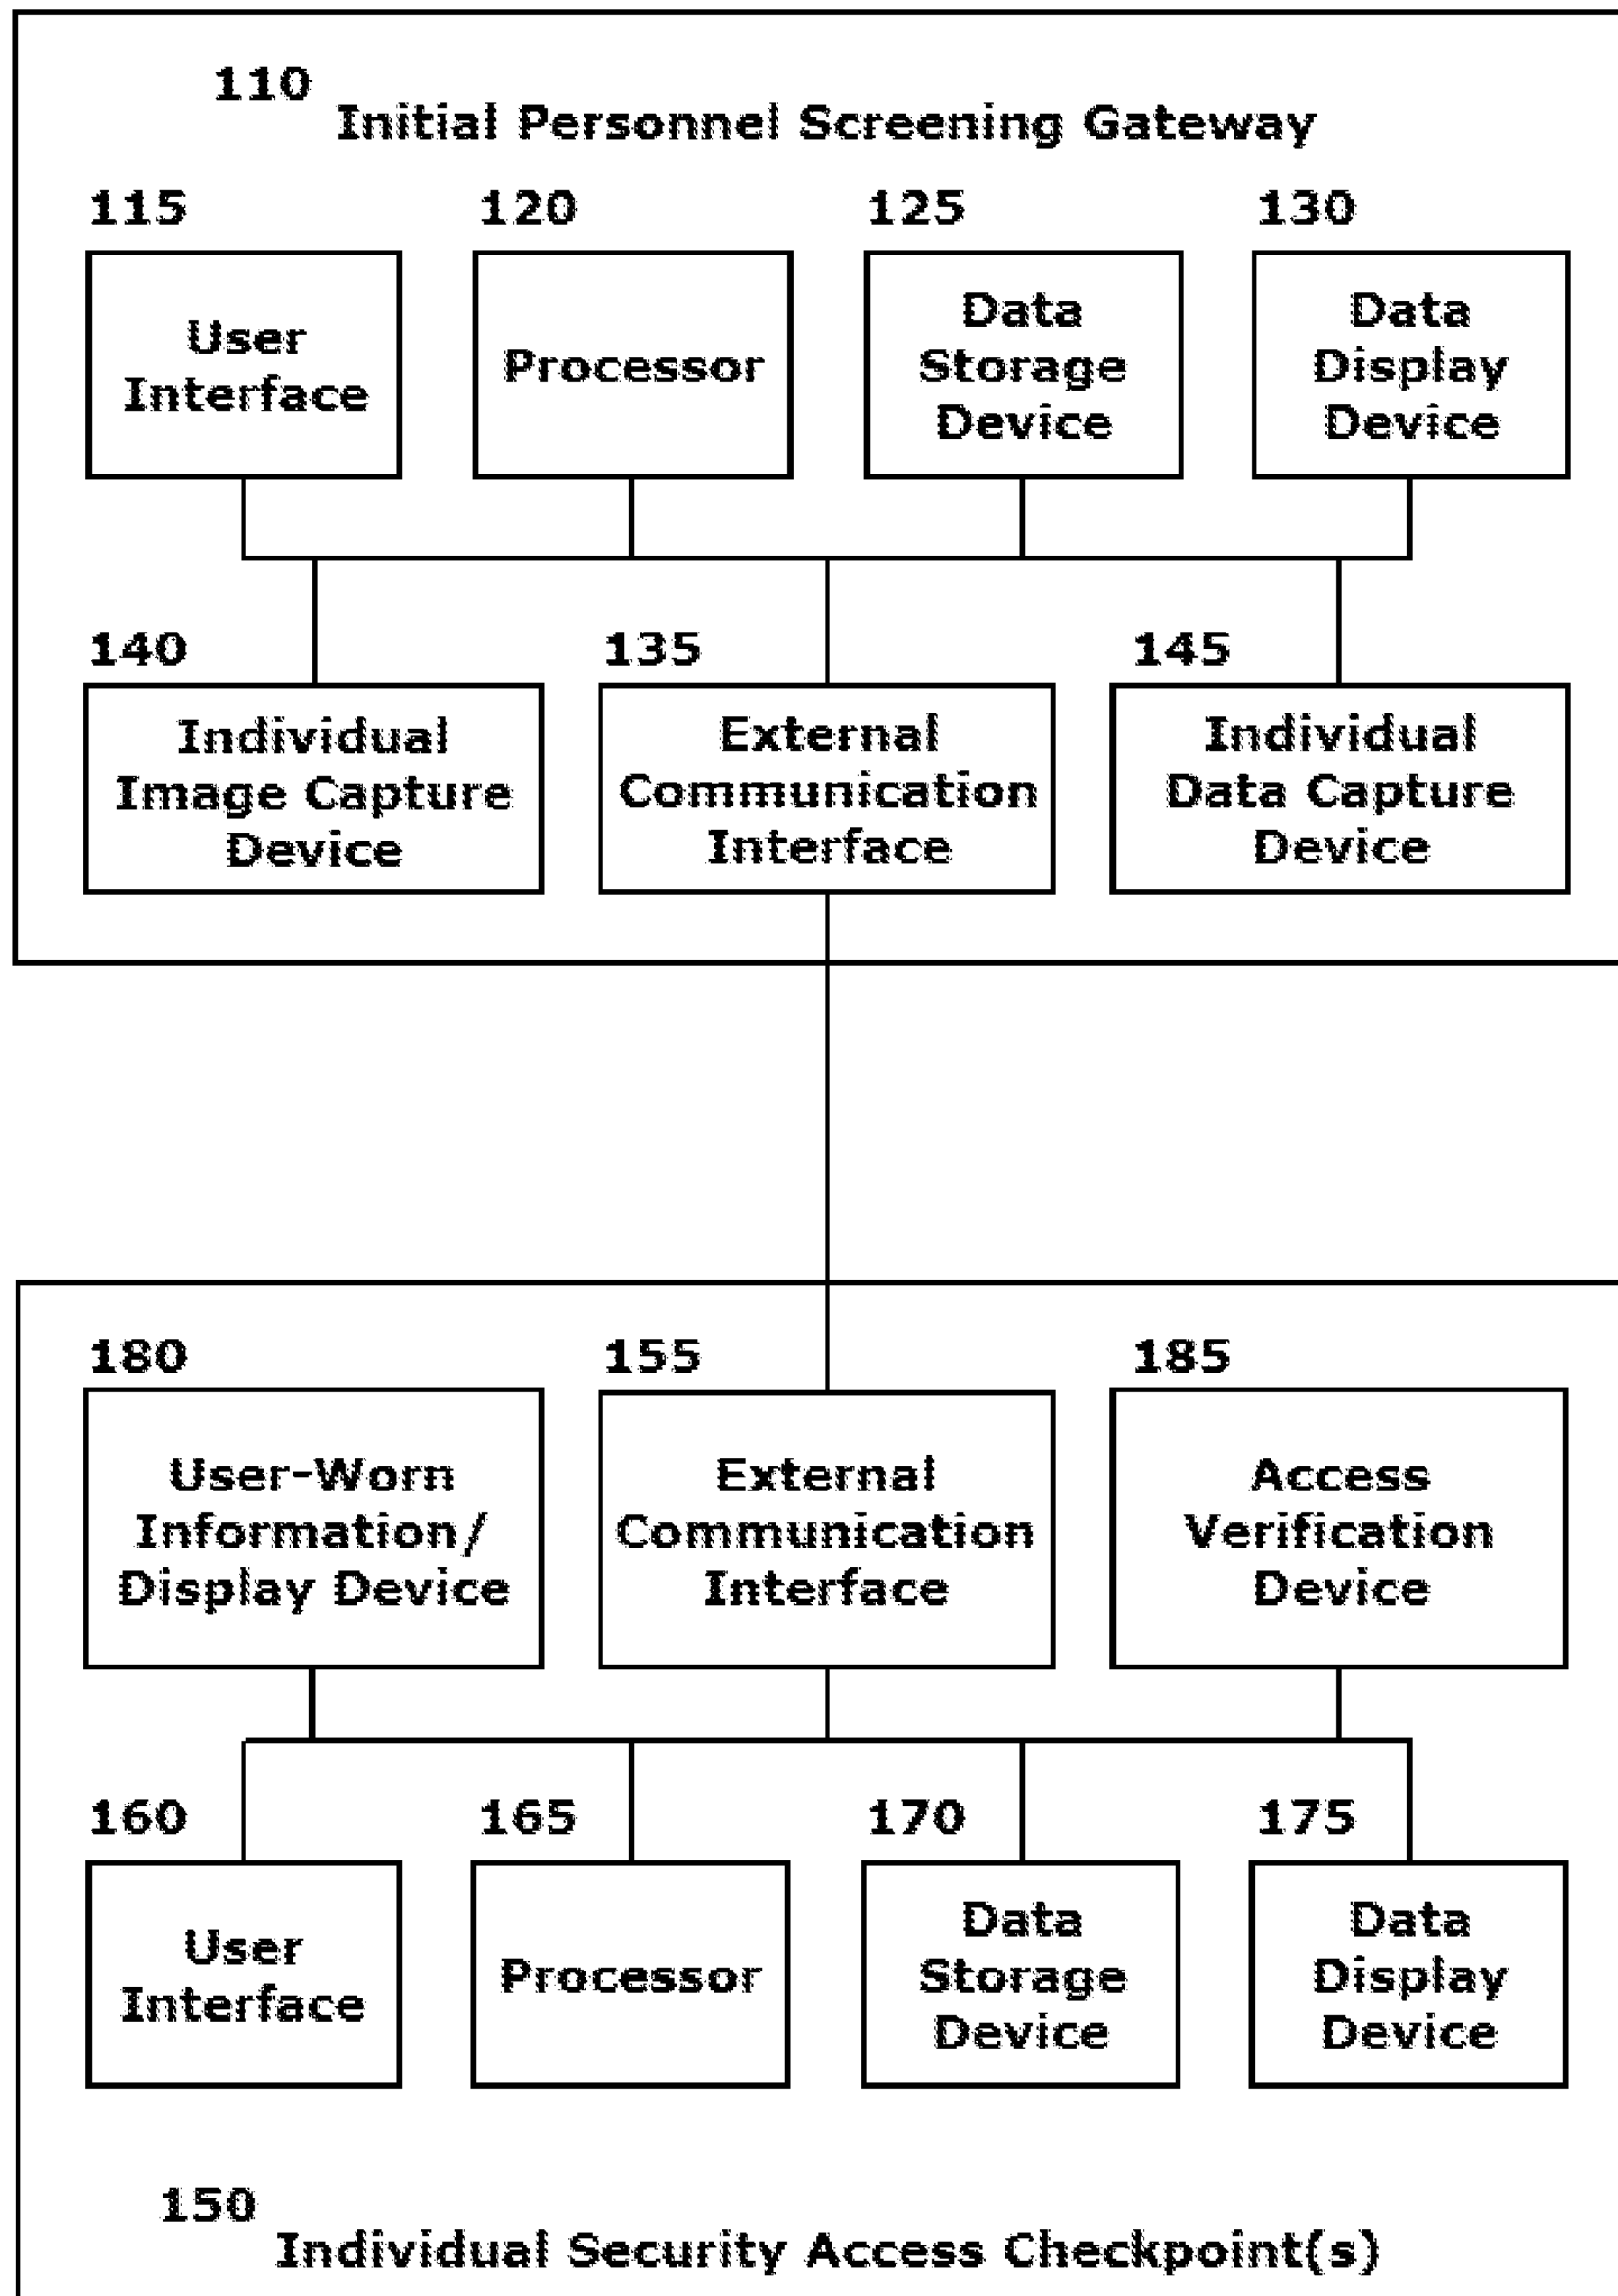 110
Initial Personnel Screening Gateway
115
120
125
130
User
Interface
Processor
Data
Storage
Device
Data
Display
Device
140
135
145
Individual
Image Capture
Device
External
Communication
Interface
Individual
Data Capture
Device
180
155
185
User-Worn
Information/
Display Device
External
Communication
Interface
Access
Verification
Device
160
165
170
175
User
Interface
Processor
Data
Storage
Device
Data
Display
Device
150
Individual Security Access Checkpoint(s)